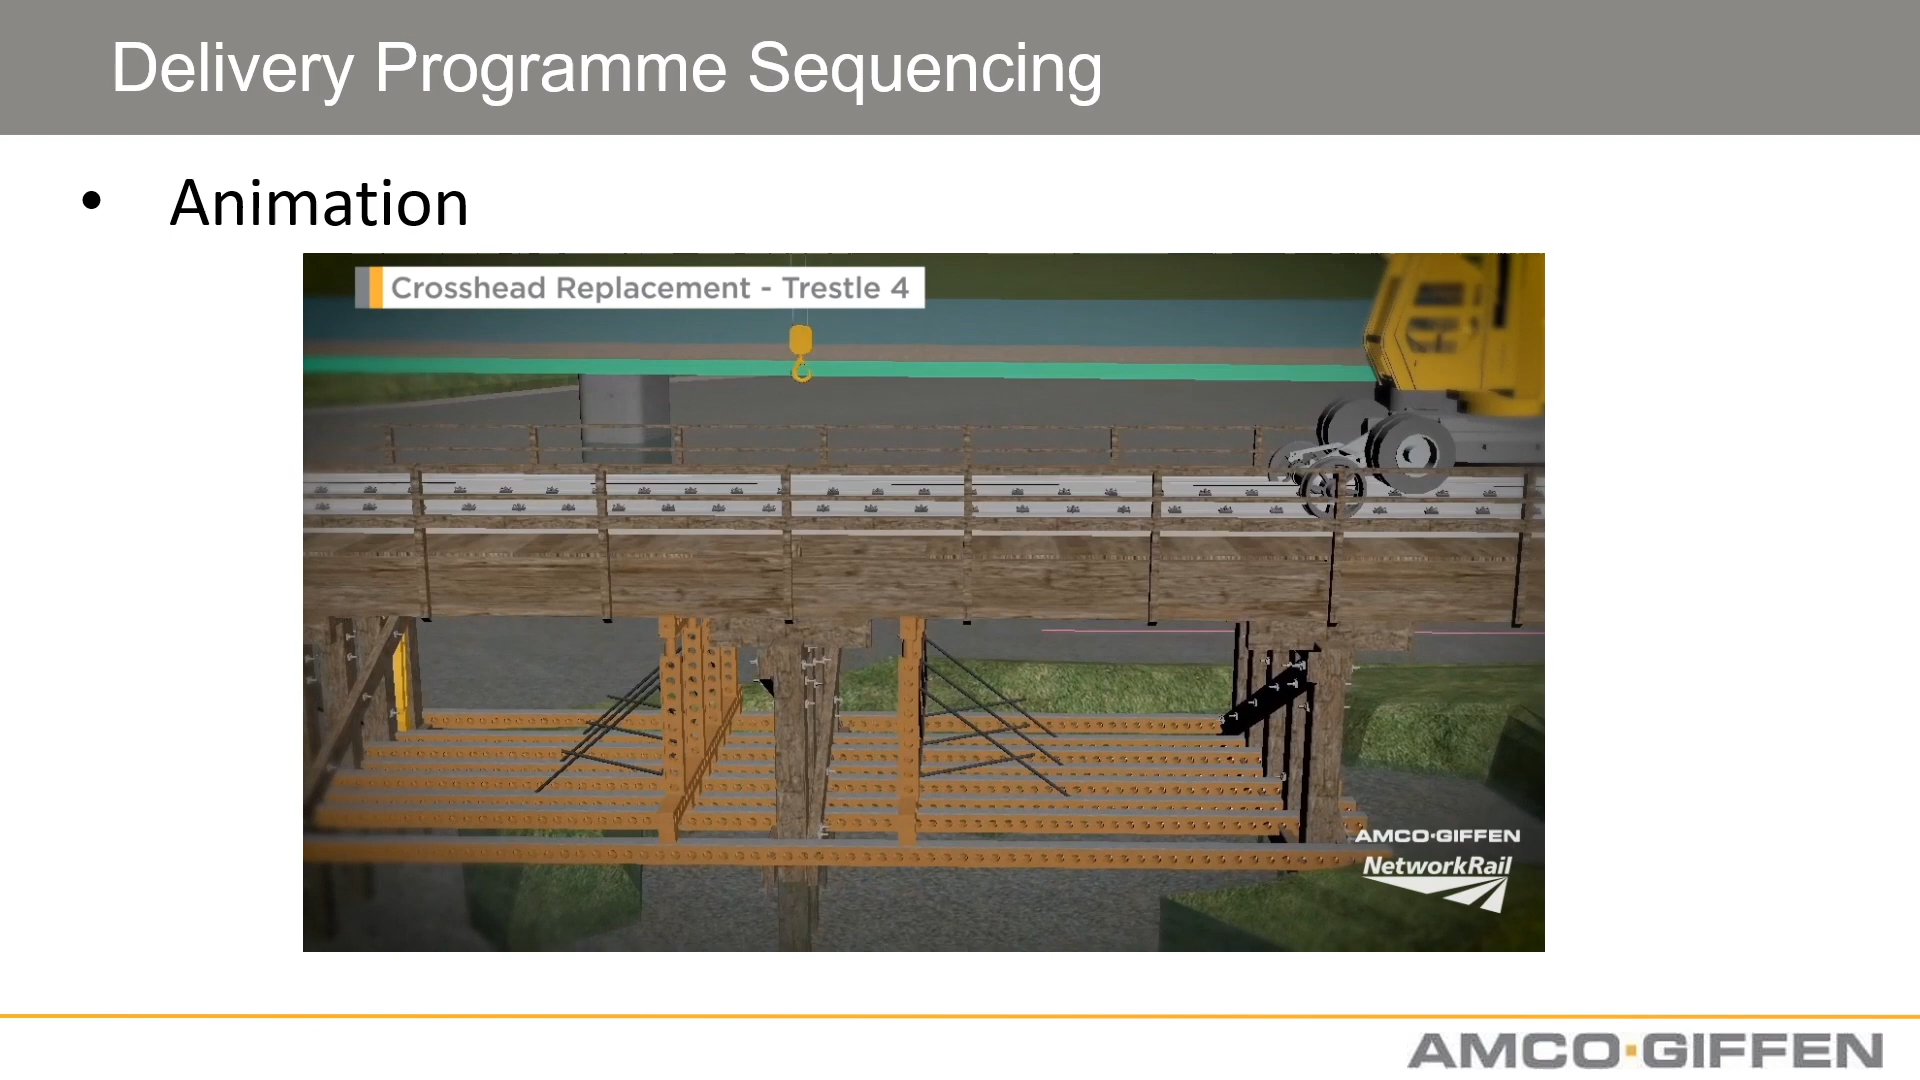 Delivery Programme Sequencing
• Animation
Crosshead Replacement - Trestle 4
AMCO·GIFFEN
NetworkRail
AMCO·GIFFEN